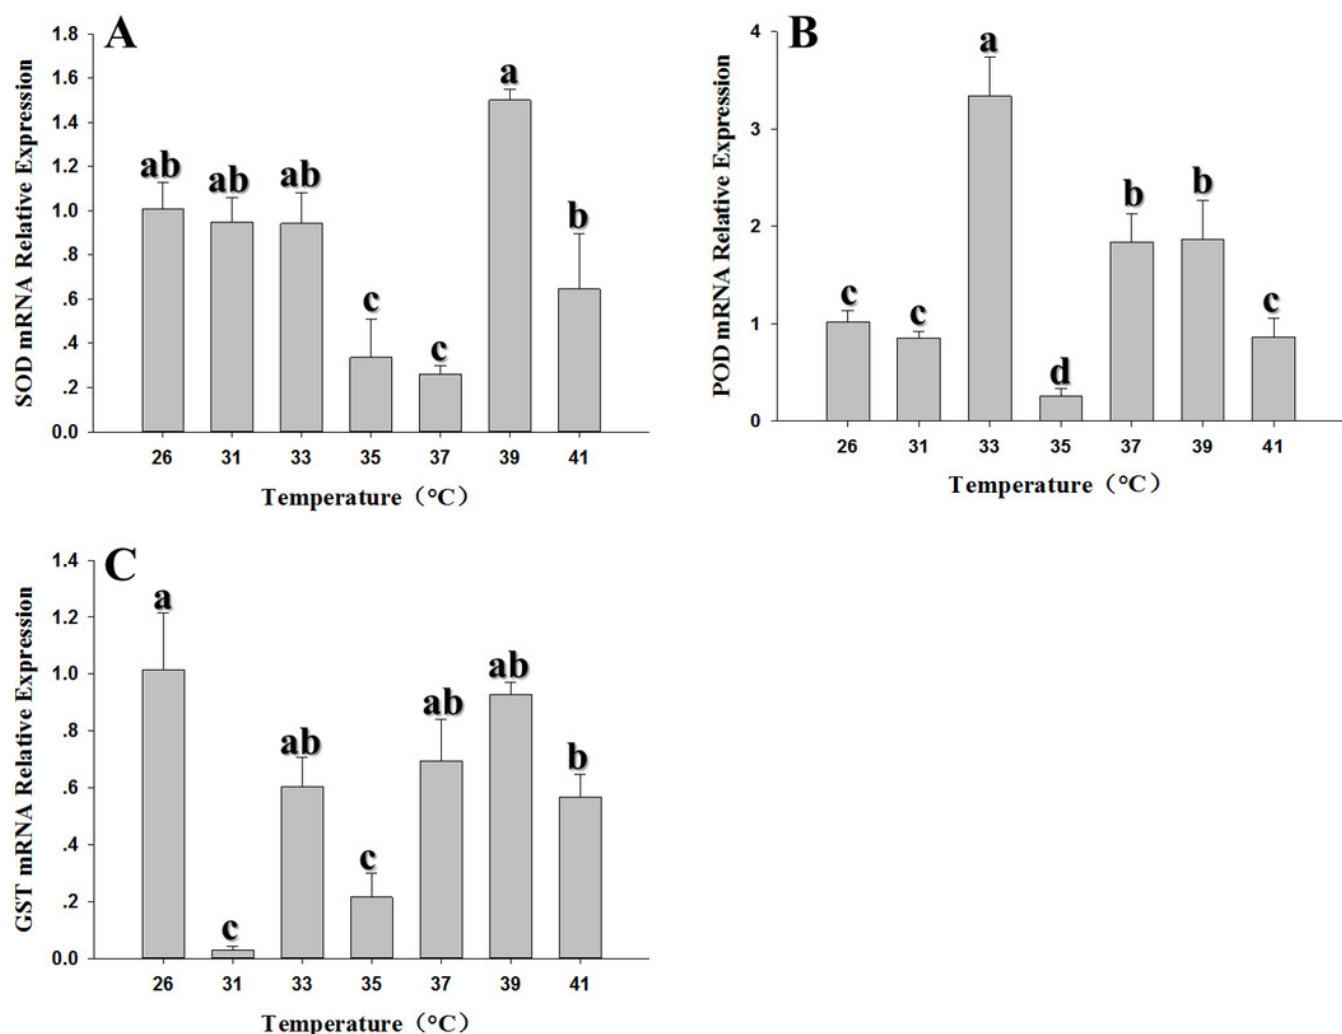 A
SOD mRNA Relative Expression
1.8
1.6
1.4
1.2
1.0
.8
.6
.4
.2
0.0
ab
ab
ab
c
c
a
b
26 31 33 35 37 39 41
Temperature（°C）
B
POD mRNA Relative Expression
4
3
2
1
0
c
c
a
d
b
b
c
26 31 33 35 37 39 41
Temperature（°C）
C
GST mRNA Relative Expression
1.4
1.2
1.0
.8
.6
.4
.2
0.0
a
c
ab
c
ab
ab
b
26 31 33 35 37 39 41
Temperature（°C）